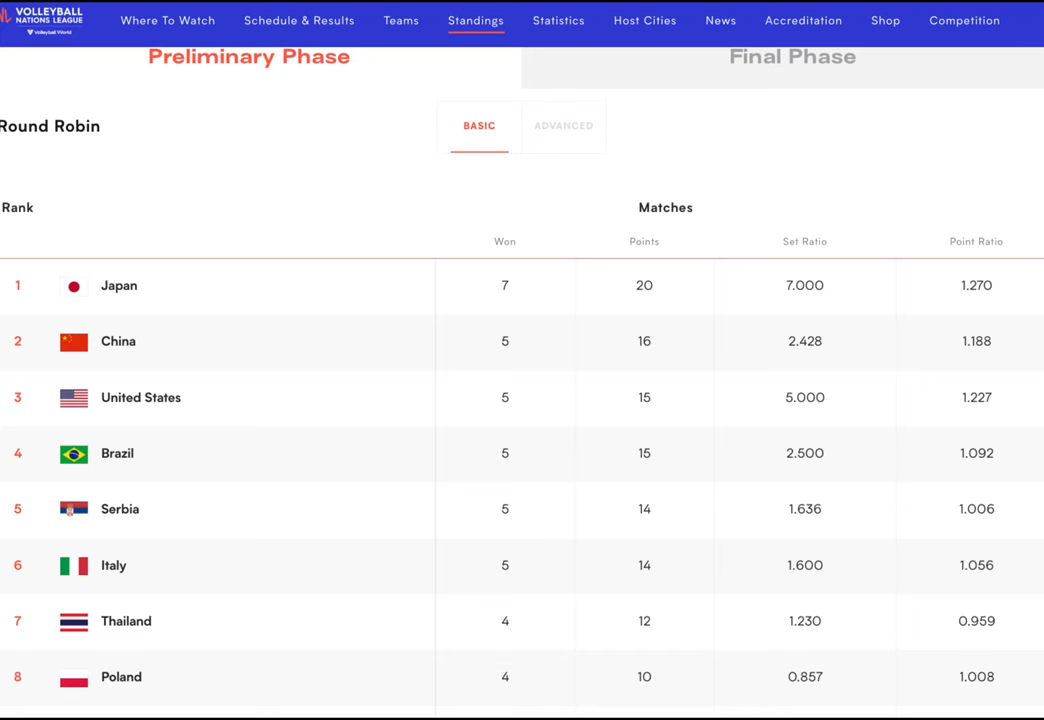 VOLLEYBALL
NATIONS LEAGUE
Volleyball World
Where To Watch Schedule & Results Teams Standings Statistics Host Cities News Accreditation Shop Competition
Preliminary Phase Final Phase
Round Robin BASIC ADVANCED
Rank Matches
Won Points Set Ratio Point Ratio
1 Japan 7 20 7.000 1.270
2 China 5 16 2.428 1.188
3 United States 5 15 5.000 1.227
4 Brazil 5 15 2.500 1.092
5 Serbia 5 14 1.636 1.006
6 Italy 5 14 1.600 1.056
7 Thailand 4 12 1.230 0.959
8 Poland 4 10 0.857 1.008